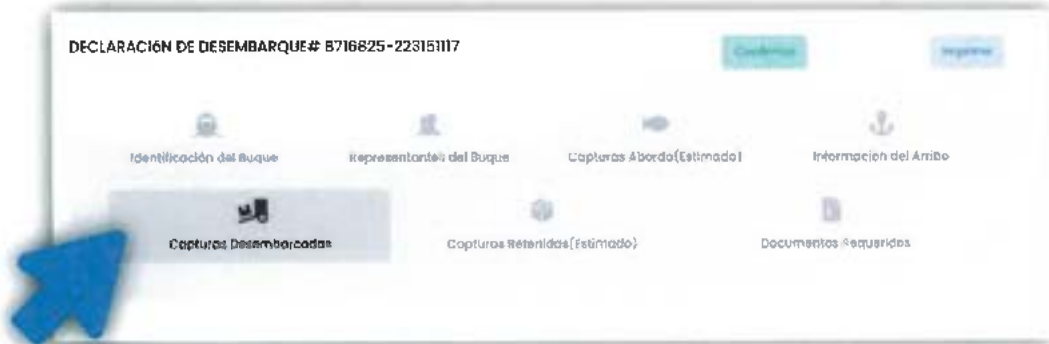 DECLARACIÓN DE DESEMBARQUE# 8716825-223151117
Confirmar Imprimir
Identificación del Buque Representantes del Buque Capturas Abordo(Estimado) Información del Arribo
Capturas Desembarcadas Capturas Retenidas(Estimado) Documentos Requeridos